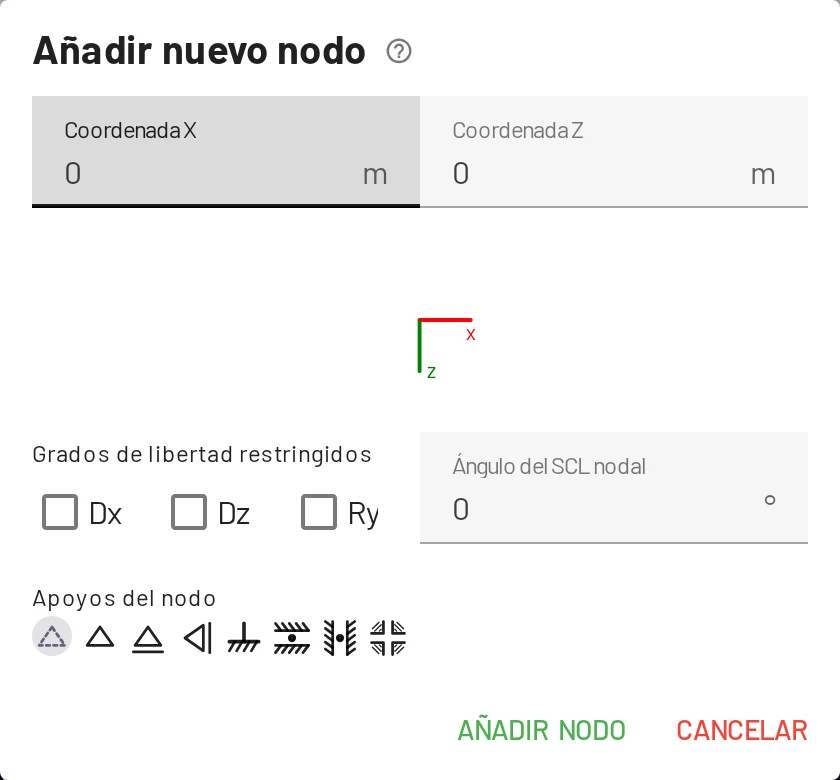 Añadir nuevo nodo ?
Coordenada X
Coordenada Z
0 m
0 m
x
z
Grados de libertad restringidos
Ángulo del SCL nodal
Dx Dz Ry
0 °
Apoyos del nodo
AÑADIR NODO CANCELAR